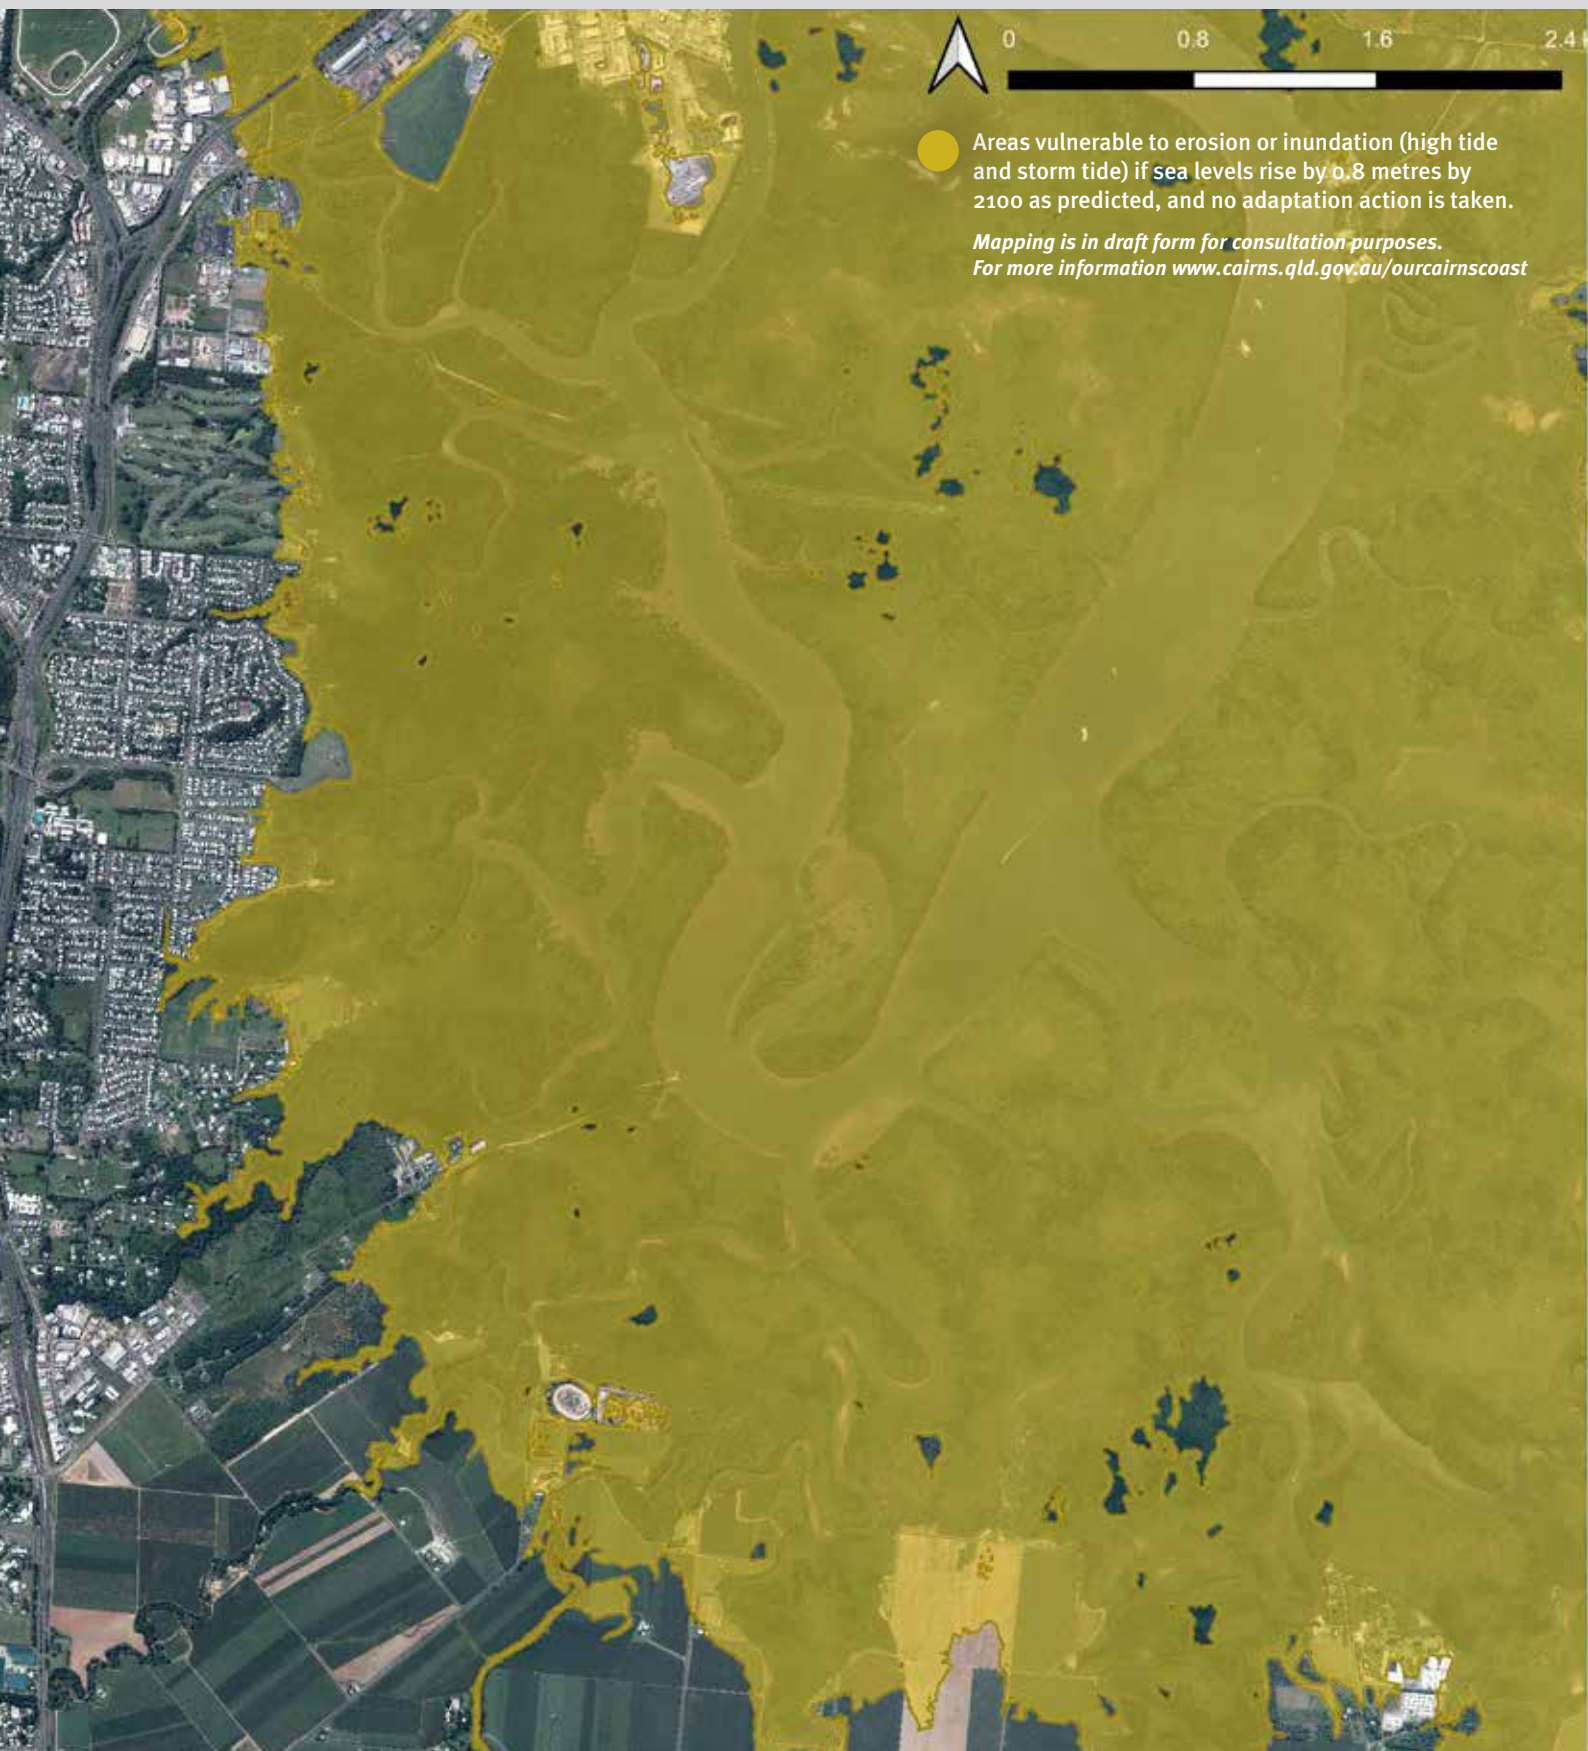 0 0.8 1.6 2.4
Areas vulnerable to erosion or inundation (high tide
and storm tide) if sea levels rise by 0.8 metres by
2100 as predicted, and no adaptation action is taken.
Mapping is in draft form for consultation purposes.
For more information www.cairns.qld.gov.au/ourcairnscoast